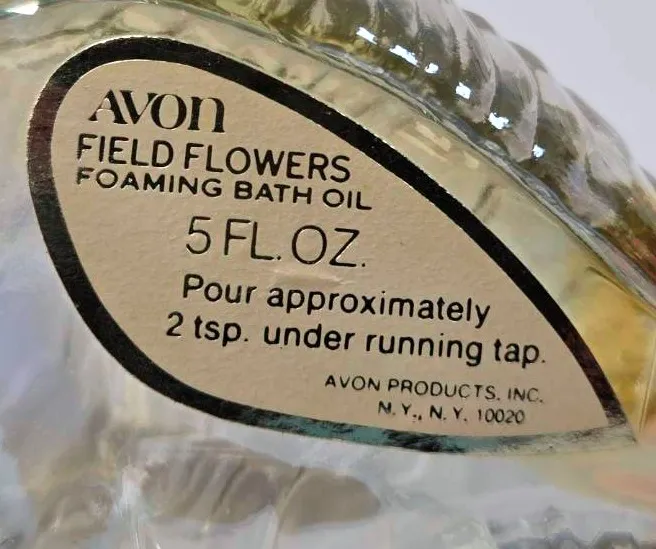 AVON
FIELD FLOWERS
FOAMING BATH OIL
5 FL. OZ.
Pour approximately
2 tsp. under running tap.
AVON PRODUCTS, INC.
N. Y., N. Y. 10020